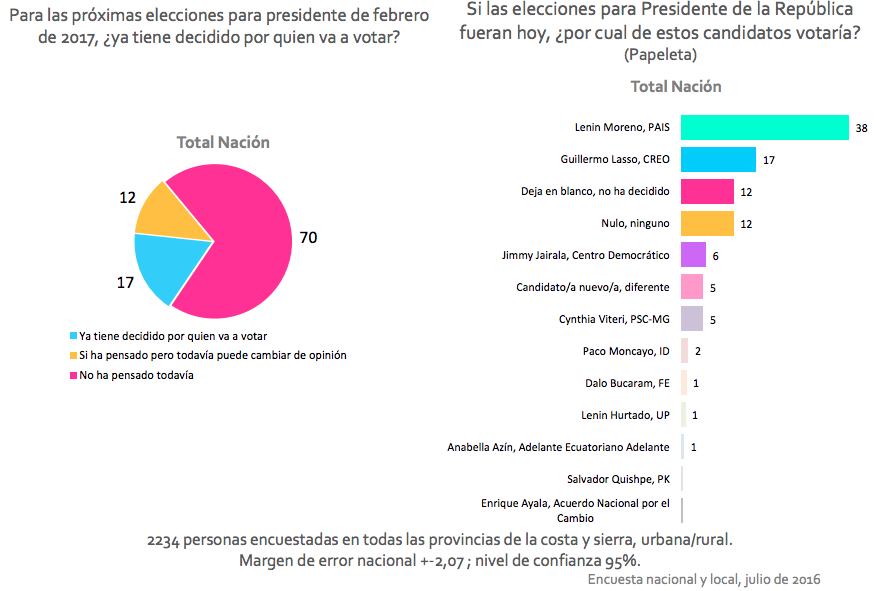 Para las próximas elecciones para presidente de febrero
de 2017, ¿ya tiene decidido por quien va a votar?
Total Nación
12
70
17
Ya tiene decidido por quien va a votar
Si ha pensado pero todavía puede cambiar de opinión
No ha pensado todavía
Si las elecciones para Presidente de la República
fueran hoy, ¿por cual de estos candidatos votaría?
(Papeleta)
Total Nación
Lenin Moreno, PAIS 38
Guillermo Lasso, CREO 17
Deja en blanco, no ha decidido 12
Nulo, ninguno 12
Jimmy Jairala, Centro Democrático 6
Candidato/a nuevo/a, diferente 5
Cynthia Viteri, PSC-MG 5
Paco Moncayo, ID 2
Dalo Bucaram, FE 1
Lenin Hurtado, UP 1
Anabella Azín, Adelante Ecuatoriano Adelante 1
Salvador Quishpe, PK
Enrique Ayala, Acuerdo Nacional por el
Cambio
2234 personas encuestadas en todas las provincias de la costa y sierra, urbana/rural.
Margen de error nacional +-2,07 ; nivel de confianza 95%.
Encuesta nacional y local, julio de 2016